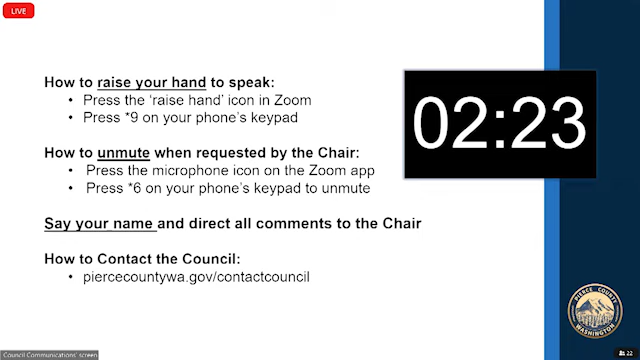 LIVE
How to raise your hand to speak:
• Press the ‘raise hand’ icon in Zoom
• Press *9 on your phone’s keypad
02:23
How to unmute when requested by the Chair:
• Press the microphone icon on the Zoom app
• Press *6 on your phone’s keypad to unmute
Say your name and direct all comments to the Chair
How to Contact the Council:
• piercecountywa.gov/contactcouncil
PIERCE COUNTY
WASHINGTON
Council Communications' screen
22